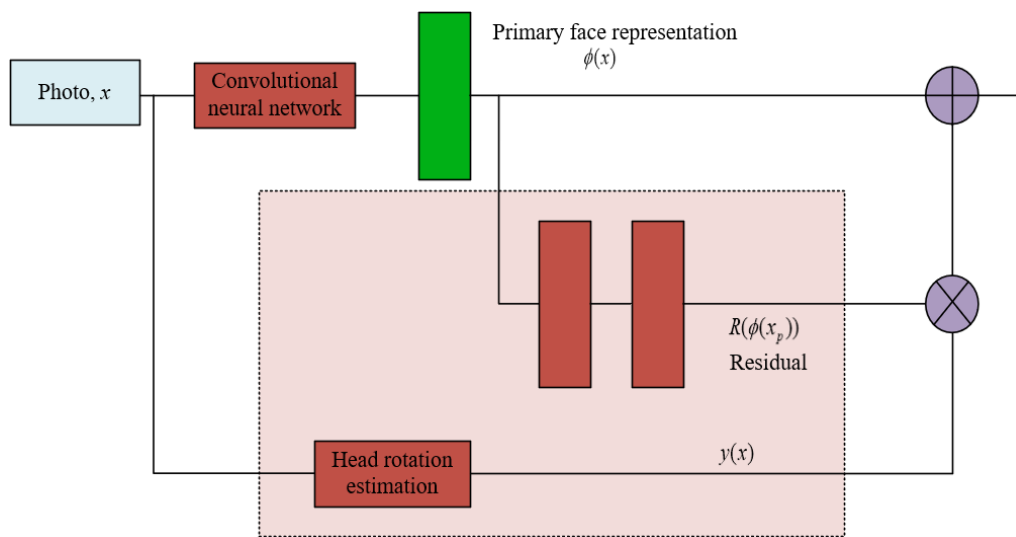 Primary face representation
ϕ(x)
Photo, x
Convolutional
neural network
R(ϕ(x_p))
Residual
Head rotation
estimation
y(x)